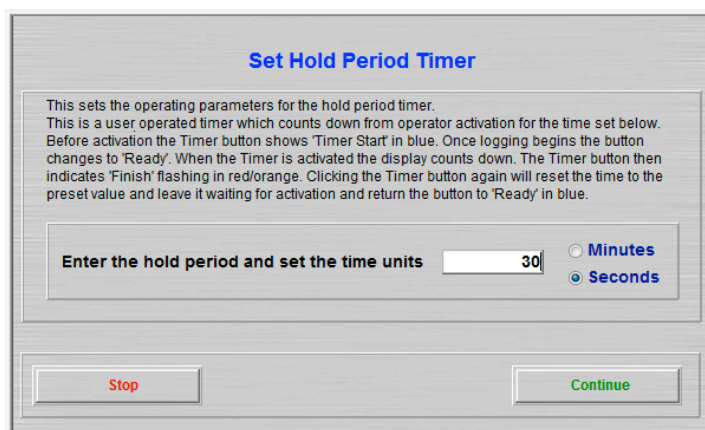 Set Hold Period Timer
This sets the operating parameters for the hold period timer.
This is a user operated timer which counts down from operator activation for the time set below.
Before activation the Timer button shows 'Timer Start' in blue. Once logging begins the button
changes to 'Ready'. When the Timer is activated the display counts down. The Timer button then
indicates 'Finish' flashing in red/orange. Clicking the Timer button again will reset the time to the
preset value and leave it waiting for activation and return the button to 'Ready' in blue.
Enter the hold period and set the time units 30
Minutes
Seconds
Stop
Continue